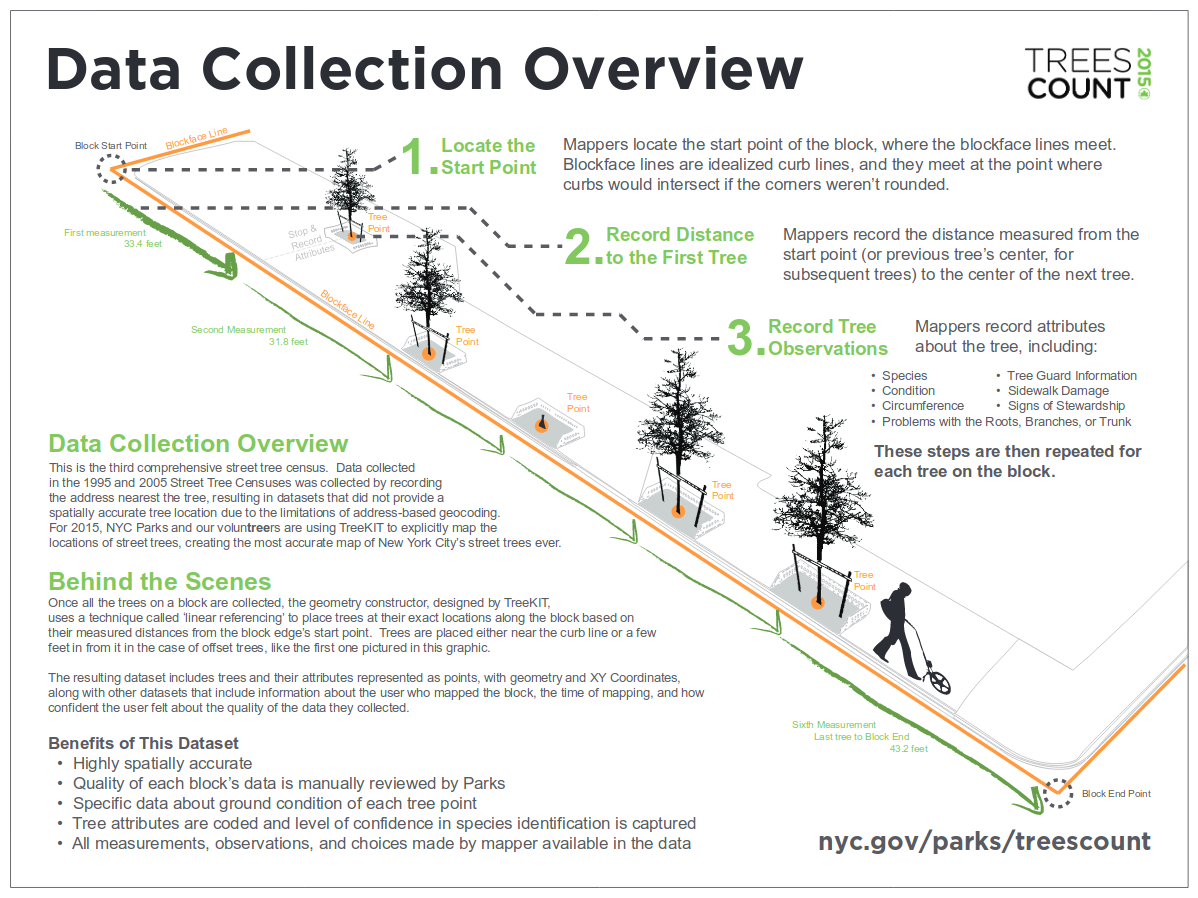 Data Collection Overview
TREES
COUNT
2015
Block Start Point
Blockface Line
1. Locate the
Start Point
Mappers locate the start point of the block, where the blockface lines meet.
Blockface lines are idealized curb lines, and they meet at the point where
curbs would intersect if the corners weren't rounded.
First measurement
33.4 feet
Stop &
Record
Attributes
Tree
Point
2. Record Distance
to the First Tree
Mappers record the distance measured from the
start point (or previous tree's center, for
subsequent trees) to the center of the next tree.
Blockface Line
Second Measurement
31.8 feet
Tree
Point
3. Record Tree
Observations
Mappers record attributes
about the tree, including:
• Species
• Condition
• Circumference
• Tree Guard Information
• Sidewalk Damage
• Signs of Stewardship
• Problems with the Roots, Branches, or Trunk
These steps are then repeated for
each tree on the block.
Tree
Point
Tree
Point
Tree
Point
Data Collection Overview
This is the third comprehensive street tree census. Data collected
in the 1995 and 2005 Street Tree Censuses was collected by recording
the address nearest the tree, resulting in datasets that did not provide a
spatially accurate tree location due to the limitations of address-based geocoding.
For 2015, NYC Parks and our volunteers are using TreeKIT to explicitly map the
locations of street trees, creating the most accurate map of New York City's street trees ever.
Behind the Scenes
Once all the trees on a block are collected, the geometry constructor, designed by TreeKIT,
uses a technique called 'linear referencing' to place trees at their exact locations along the block based on
their measured distances from the block edge's start point. Trees are placed either near the curb line or a few
feet in from it in the case of offset trees, like the first one pictured in this graphic.
The resulting dataset includes trees and their attributes represented as points, with geometry and XY Coordinates,
along with other datasets that include information about the user who mapped the block, the time of mapping, and how
confident the user felt about the quality of the data they collected.
Benefits of This Dataset
• Highly spatially accurate
• Quality of each block's data is manually reviewed by Parks
• Specific data about ground condition of each tree point
• Tree attributes are coded and level of confidence in species identification is captured
• All measurements, observations, and choices made by mapper available in the data
Sixth Measurement
Last tree to Block End
43.2 feet
Block End Point
nyc.gov/parks/treescount